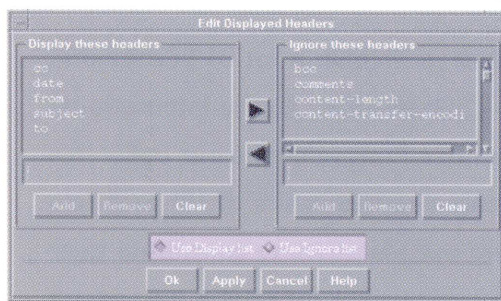 Edit Displayed Headers
Display these headers
cc
date
from
subject
to
Add Remove Clear
Ignore these headers
bcc
comments
content-length
content-transfer-encodi
Add Remove Clear
Use Display list Use Ignore list
Ok Apply Cancel Help